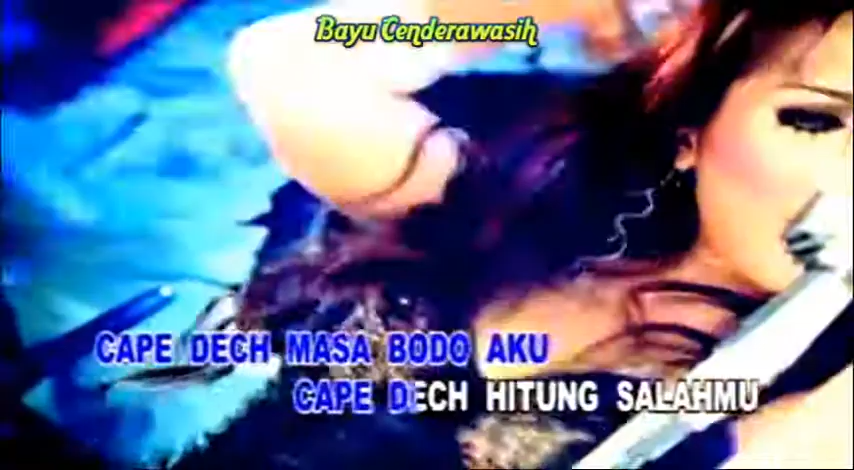 Bayu Cenderawasih
CAPE DECH MASA BODO AKU
CAPE DECH HITUNG SALAHMU